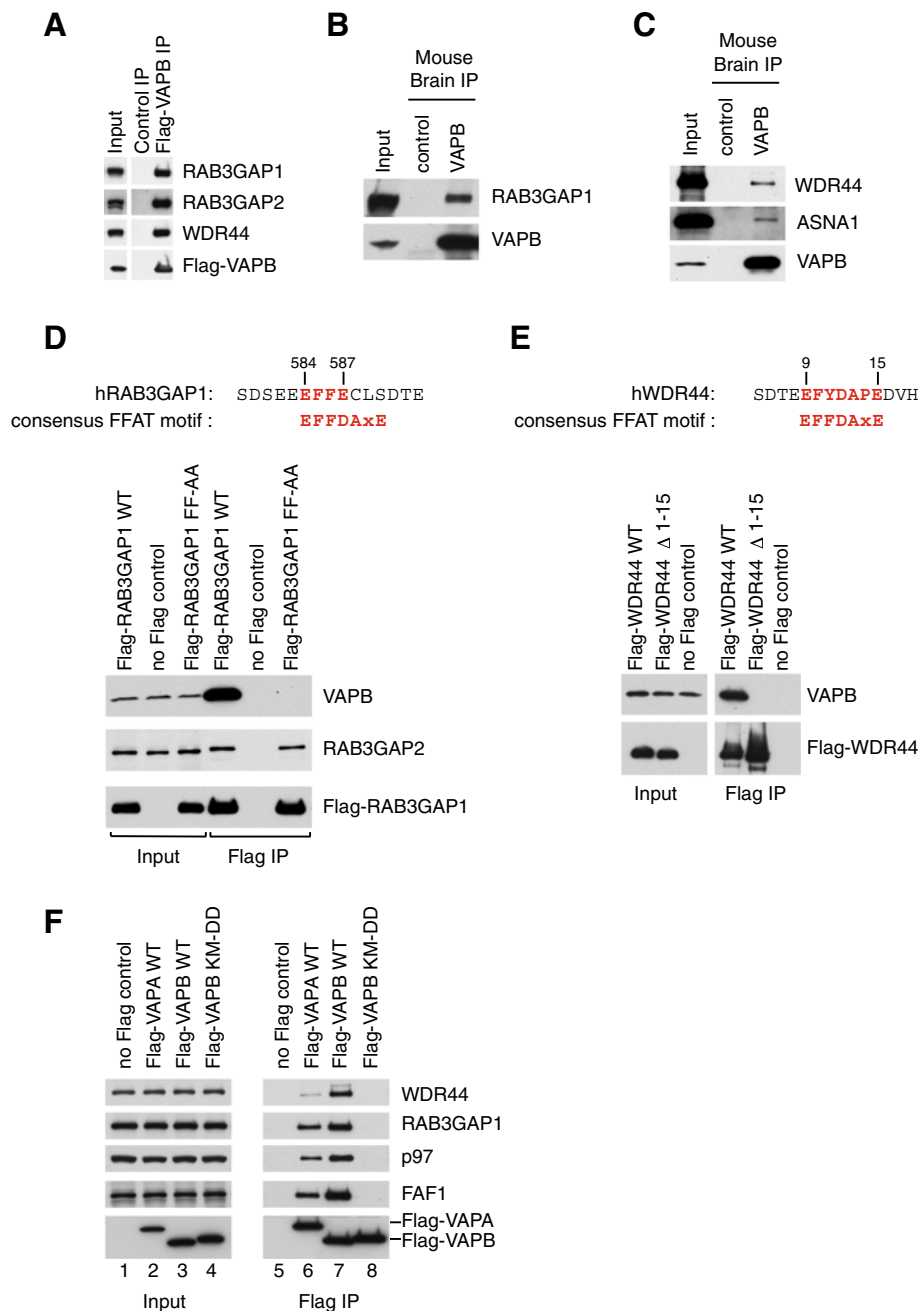 A
Input
Control IP
Flag-VAPB IP
RAB3GAP1
RAB3GAP2
WDR44
Flag-VAPB
B
Mouse
Brain IP
Input
control
VAPB
RAB3GAP1
VAPB
C
Mouse
Brain IP
Input
control
VAPB
WDR44
ASNA1
VAPB
D
584 587
hRAB3GAP1: SDSEEEFFECLSDTE
consensus FFAT motif : EFFDAxE
Flag-RAB3GAP1 WT
no Flag control
Flag-RAB3GAP1 FF-AA
Flag-RAB3GAP1 WT
no Flag control
Flag-RAB3GAP1 FF-AA
VAPB
RAB3GAP2
Flag-RAB3GAP1
Input Flag IP
E
9 15
hWDR44: SDTEEFYDAPEDVH
consensus FFAT motif : EFFDAxE
Flag-WDR44 WT
Flag-WDR44 Δ 1-15
no Flag control
Flag-WDR44 WT
Flag-WDR44 Δ 1-15
no Flag control
VAPB
Flag-WDR44
Input Flag IP
F
no Flag control
Flag-VAPA WT
Flag-VAPB WT
Flag-VAPB KM-DD
no Flag control
Flag-VAPA WT
Flag-VAPB WT
Flag-VAPB KM-DD
WDR44
RAB3GAP1
p97
FAF1
Flag-VAPA
Flag-VAPB
1 2 3 4 5 6 7 8
Input Flag IP